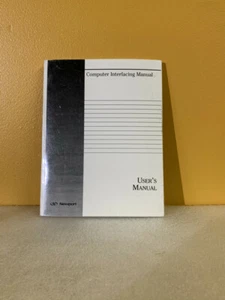 Computer Interfacing Manual
USER'S
MANUAL